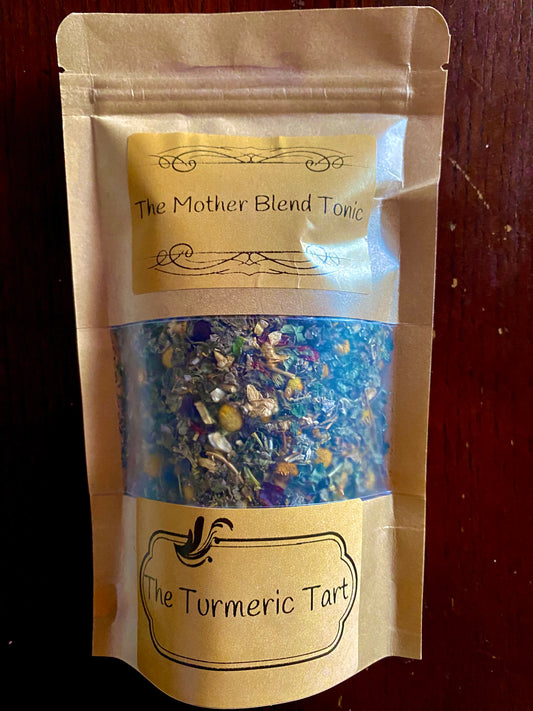 The Mother Blend Tonic
The Turmeric Tart